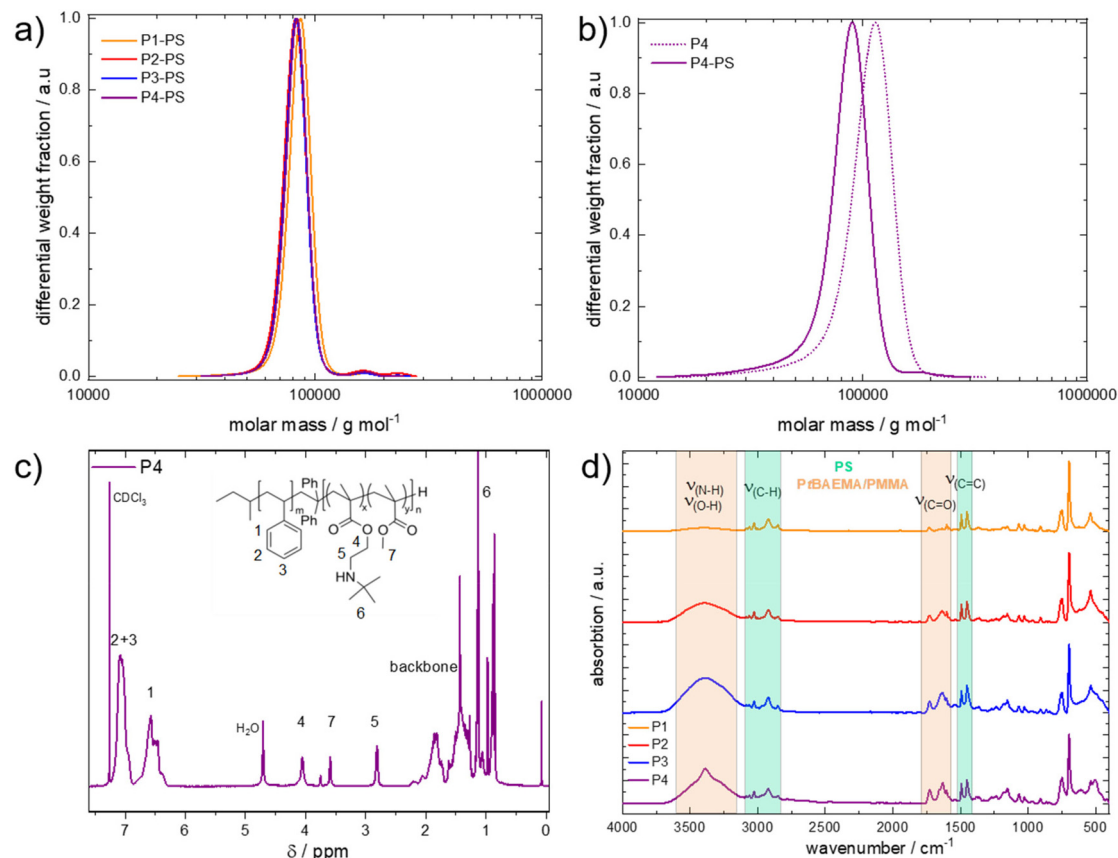 a)
differential weight fraction / a.u
1.0
0.8
0.6
0.4
0.2
0.0
P1-PS
P2-PS
P3-PS
P4-PS
10000
100000
1000000
molar mass / g mol⁻¹
b)
differential weight fraction / a.u
1.0
0.8
0.6
0.4
0.2
0.0
P4
P4-PS
10000
100000
1000000
molar mass / g mol⁻¹
c)
P4
CDCl₃
2+3
1
H₂O
4
7
5
backbone
6
Ph
Ph
m
x
y
n
H
O
O
O
O
1
2
3
4
5
7
HN
6
7
6
5
4
3
2
1
0
δ / ppm
d)
absorbtion / a.u.
PS
PtBAEMA/PMMA
ν(N-H)
ν(O-H)
ν(C-H)
ν(C=O)
ν(C=C)
P1
P2
P3
P4
4000
3500
3000
2500
2000
1500
1000
500
wavenumber / cm⁻¹